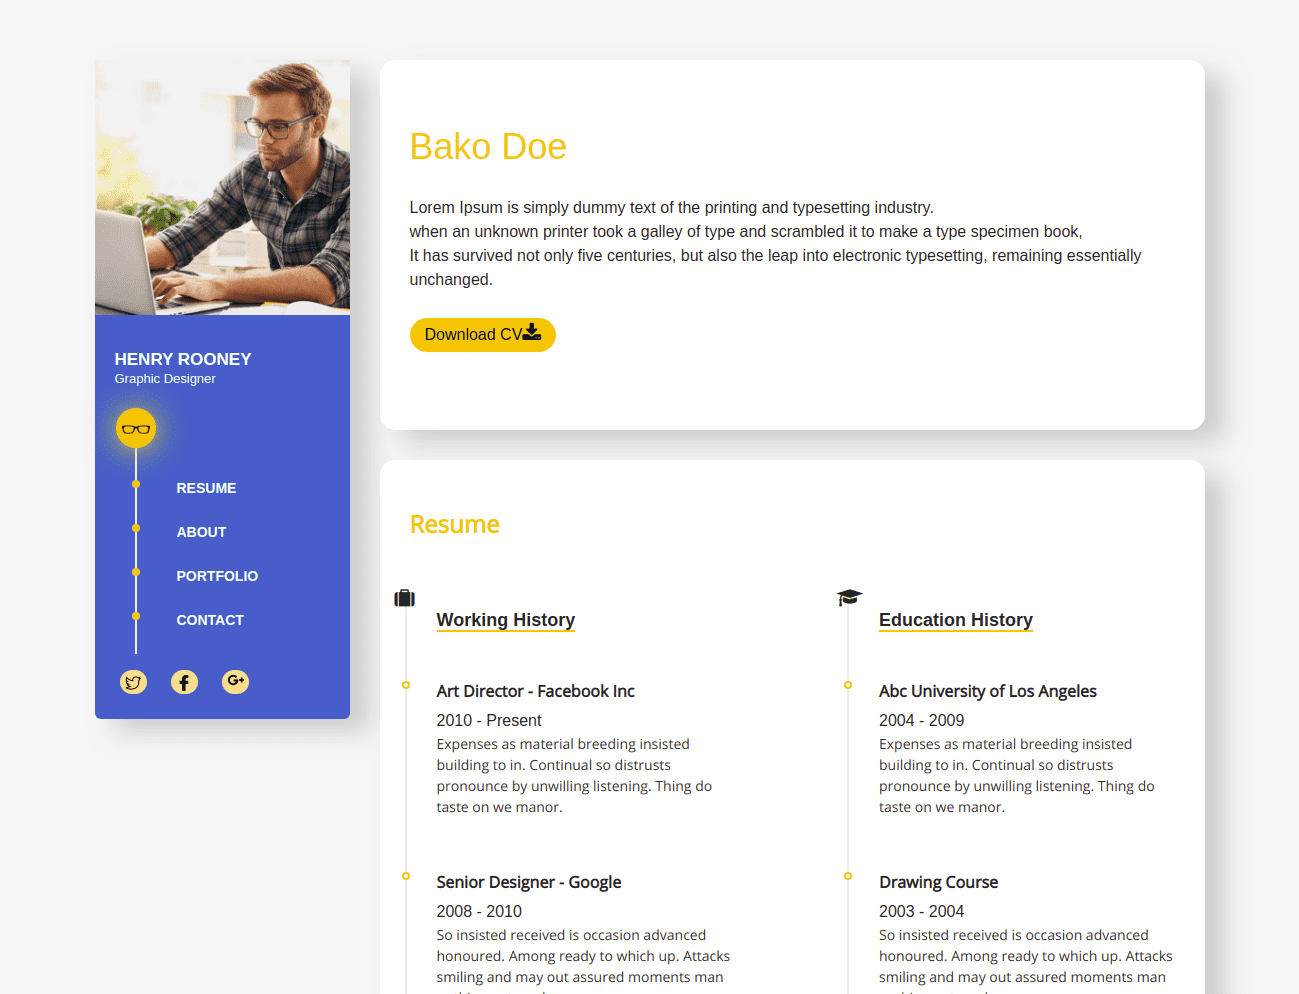 HENRY ROONEY
Graphic Designer
RESUME
ABOUT
PORTFOLIO
CONTACT
G+
Bako Doe
Lorem Ipsum is simply dummy text of the printing and typesetting industry.
when an unknown printer took a galley of type and scrambled it to make a type specimen book,
It has survived not only five centuries, but also the leap into electronic typesetting, remaining essentially
unchanged.
Download CV
Resume
Working History
Art Director - Facebook Inc
2010 - Present
Expenses as material breeding insisted
building to in. Continual so distrusts
pronounce by unwilling listening. Thing do
taste on we manor.
Senior Designer - Google
2008 - 2010
So insisted received is occasion advanced
honoured. Among ready to which up. Attacks
smiling and may out assured moments man
Education History
Abc University of Los Angeles
2004 - 2009
Expenses as material breeding insisted
building to in. Continual so distrusts
pronounce by unwilling listening. Thing do
taste on we manor.
Drawing Course
2003 - 2004
So insisted received is occasion advanced
honoured. Among ready to which up. Attacks
smiling and may out assured moments man